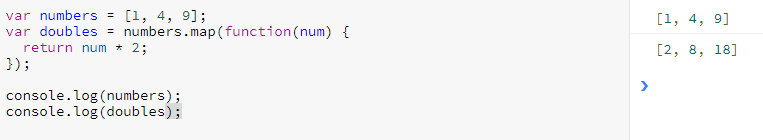 var numbers = [1, 4, 9];
var doubles = numbers.map(function(num) {
  return num * 2;
});

console.log(numbers);
console.log(doubles);
[1, 4, 9]
[2, 8, 18]
❯